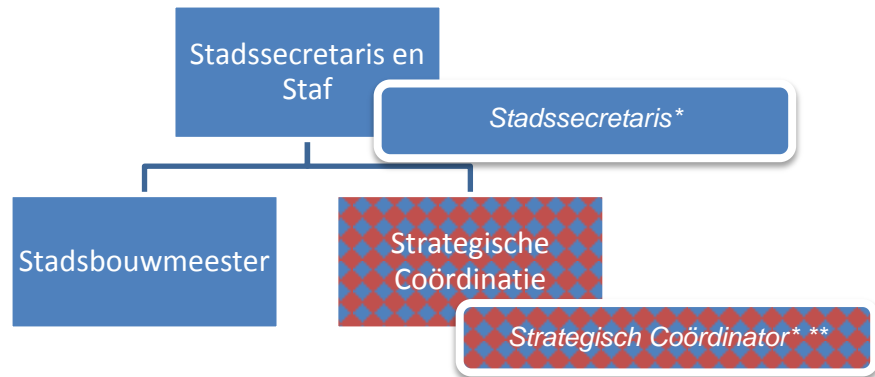 Stadssecretaris en
Staf
Stadssecretaris*
Stadsbouwmeester
Strategische
Coördinatie
Strategisch Coördinator* **